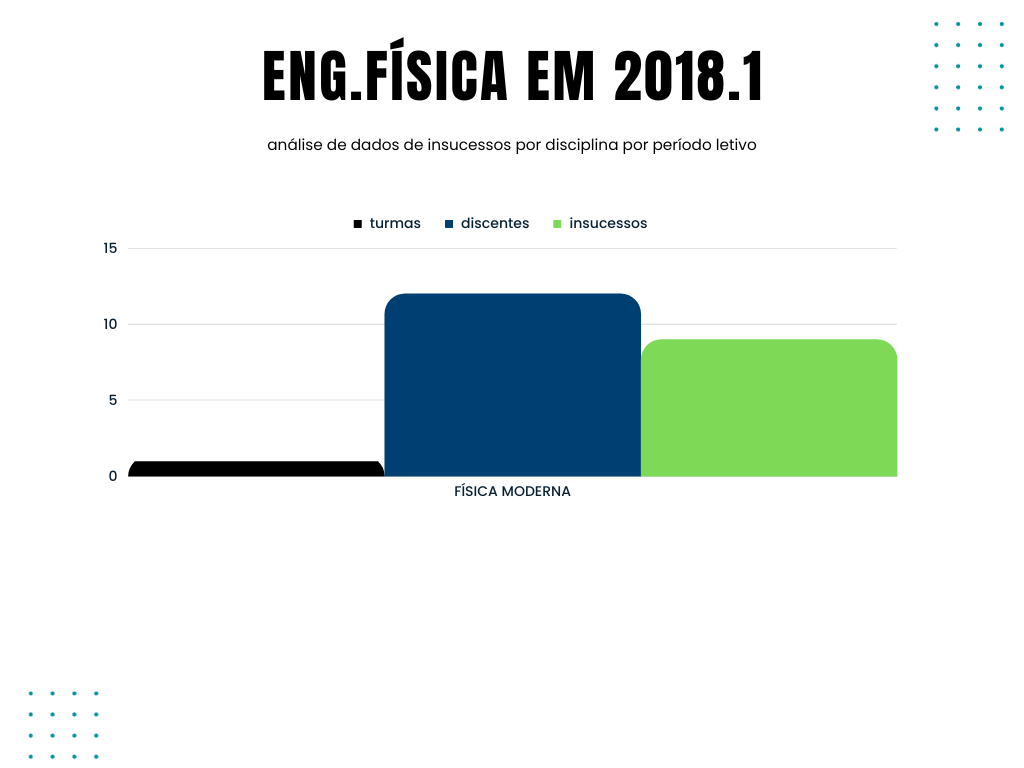 ENG.FÍSICA EM 2018.1
análise de dados de insucessos por disciplina por período letivo
turmas discentes insucessos
15
10
5
0
FÍSICA MODERNA